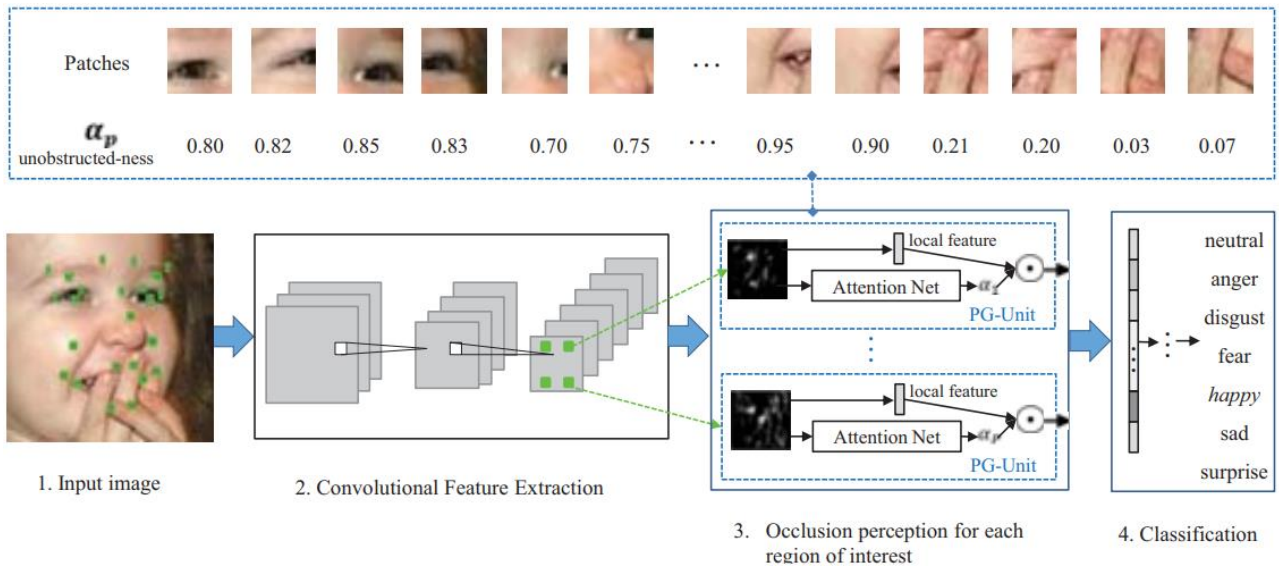 Patches
αp
unobstructed-ness
0.80 0.82 0.85 0.83 0.70 0.75 ... 0.95 0.90 0.21 0.20 0.03 0.07
local feature
Attention Net
α1
PG-Unit
local feature
Attention Net
αp
PG-Unit
neutral
anger
disgust
fear
happy
sad
surprise
1. Input image
2. Convolutional Feature Extraction
3. Occlusion perception for each
region of interest
4. Classification